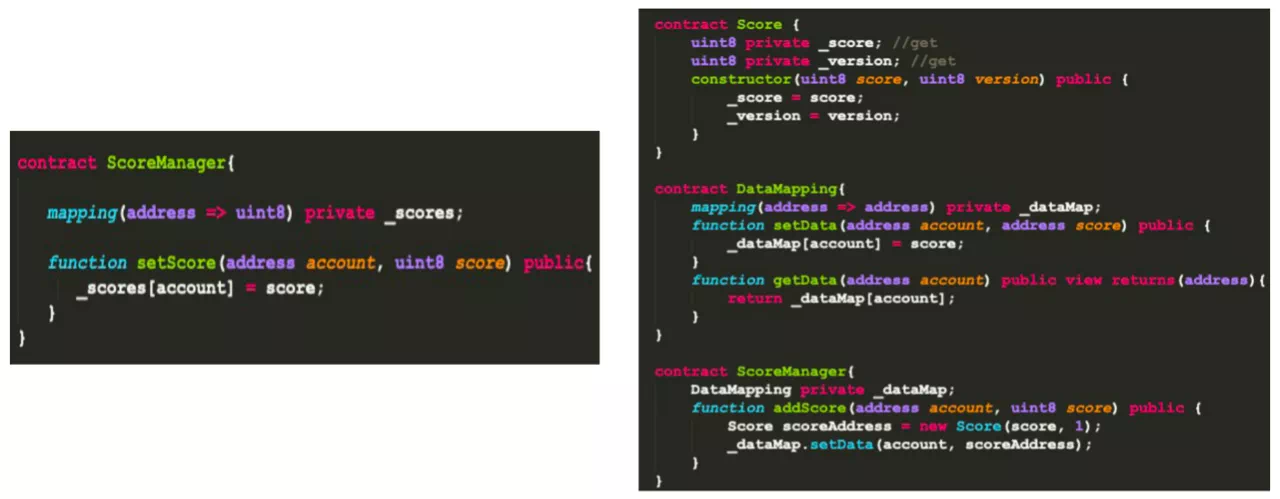 contract ScoreManager{
mapping(address => uint8) private _scores;
function setScore(address account, uint8 score) public{
_scores[account] = score;
}
}
contract Score {
uint8 private _score; //get
uint8 private _version; //get
constructor(uint8 score, uint8 version) public {
_score = score;
_version = version;
}
}
contract DataMapping{
mapping(address => address) private _dataMap;
function setData(address account, address score) public {
_dataMap[account] = score;
}
function getData(address account) public view returns(address){
return _dataMap[account];
}
}
contract ScoreManager{
DataMapping private _dataMap;
function addScore(address account, uint8 score) public {
Score scoreAddress = new Score(score, 1);
_dataMap.setData(account, scoreAddress);
}
}